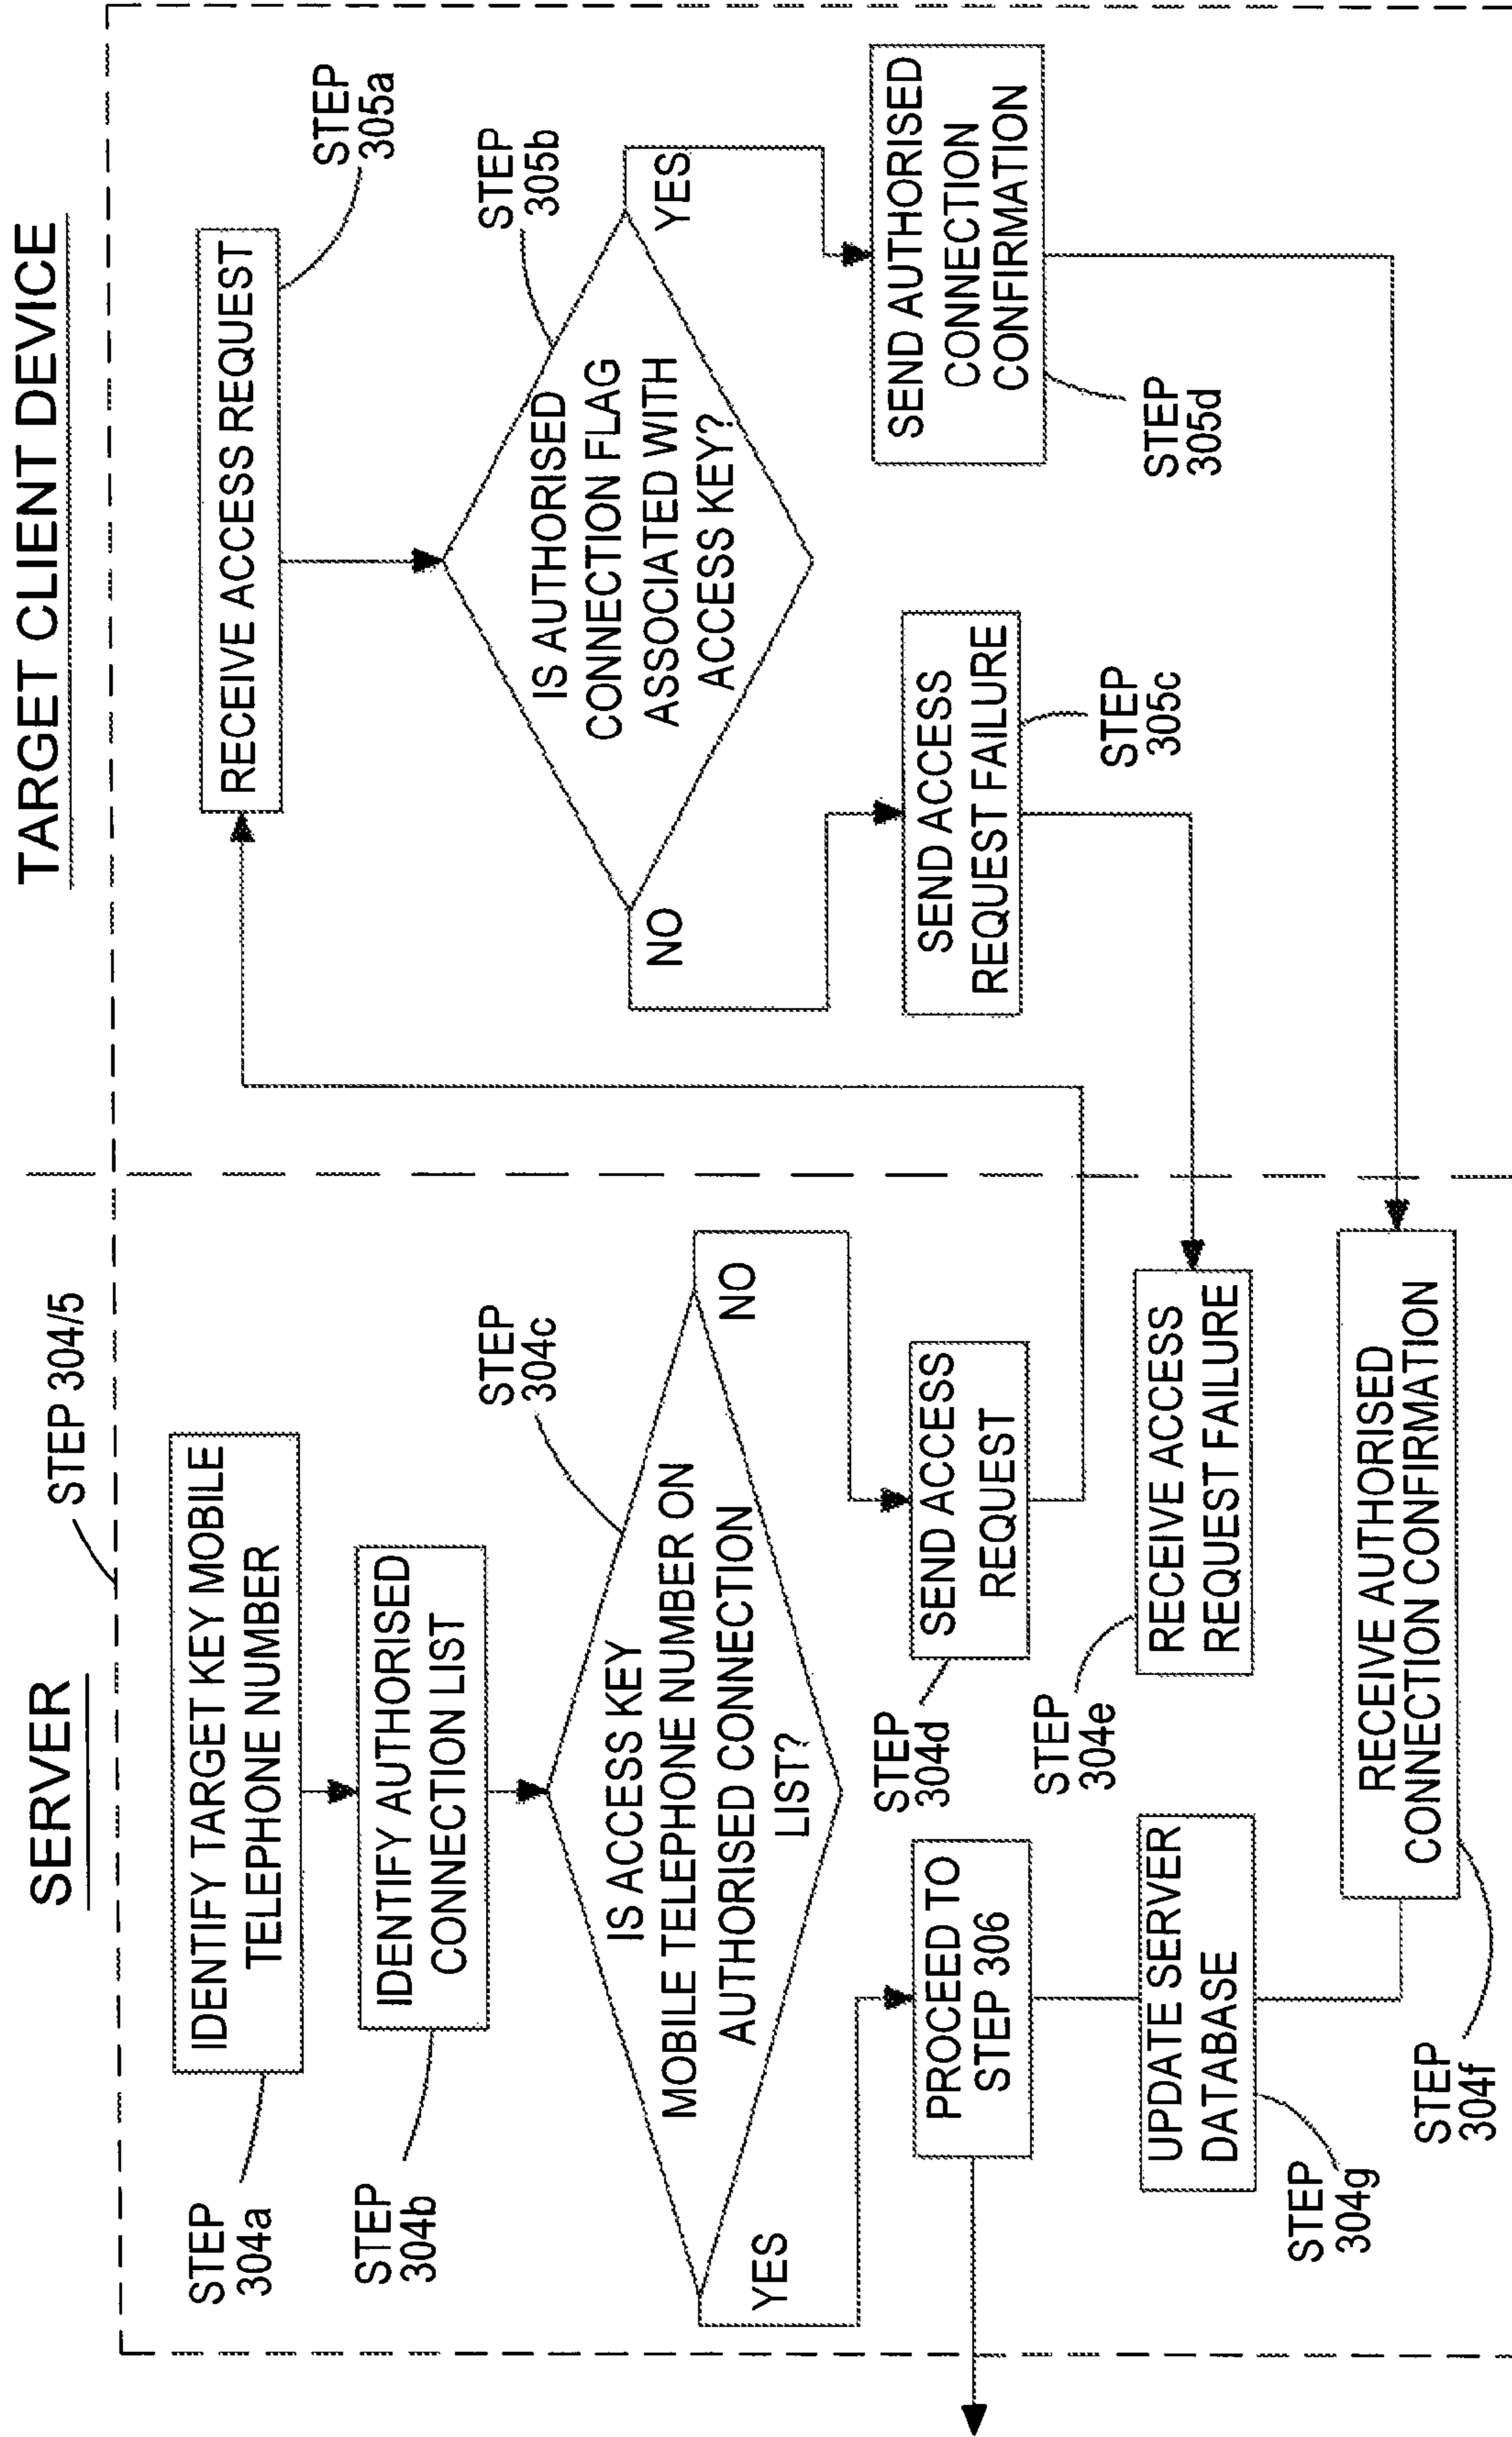 SERVER
TARGET CLIENT DEVICE
STEP 304/5
IDENTIFY TARGET KEY MOBILE
TELEPHONE NUMBER
STEP
304a
IDENTIFY AUTHORISED
CONNECTION LIST
STEP
304b
IS ACCESS KEY
MOBILE TELEPHONE NUMBER ON
AUTHORISED CONNECTION
LIST?
STEP
304c
YES
NO
PROCEED TO
STEP 306
SEND ACCESS
REQUEST
STEP
304d
UPDATE SERVER
DATABASE
STEP
304g
RECEIVE ACCESS
REQUEST FAILURE
STEP
304e
RECEIVE AUTHORISED
CONNECTION CONFIRMATION
STEP
304f
RECEIVE ACCESS REQUEST
STEP
305a
IS AUTHORISED
CONNECTION FLAG
ASSOCIATED WITH
ACCESS KEY?
STEP
305b
NO
YES
SEND ACCESS
REQUEST FAILURE
STEP
305c
SEND AUTHORISED
CONNECTION
CONFIRMATION
STEP
305d